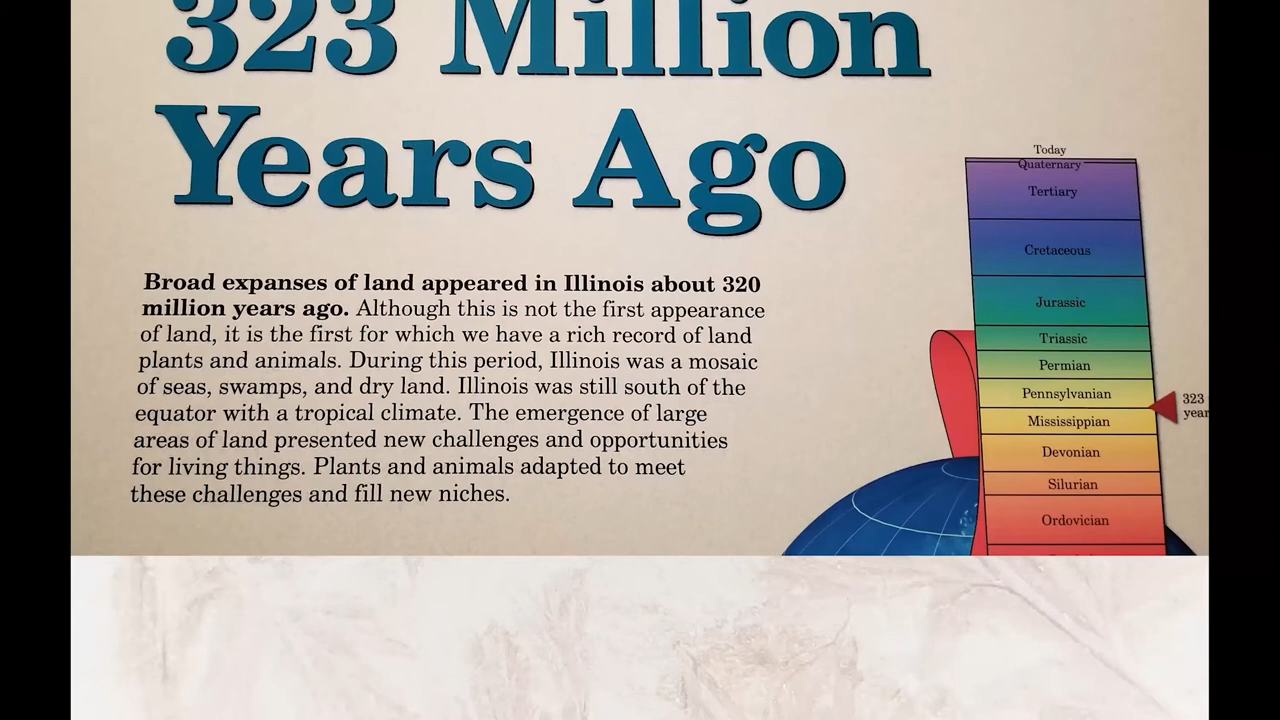 323 Million
Years Ago
Broad expanses of land appeared in Illinois about 320
million years ago. Although this is not the first appearance
of land, it is the first for which we have a rich record of land
plants and animals. During this period, Illinois was a mosaic
of seas, swamps, and dry land. Illinois was still south of the
equator with a tropical climate. The emergence of large
areas of land presented new challenges and opportunities
for living things. Plants and animals adapted to meet
these challenges and fill new niches.
Today
Quaternary
Tertiary
Cretaceous
Jurassic
Triassic
Permian
Pennsylvanian
323
year
Mississippian
Devonian
Silurian
Ordovician